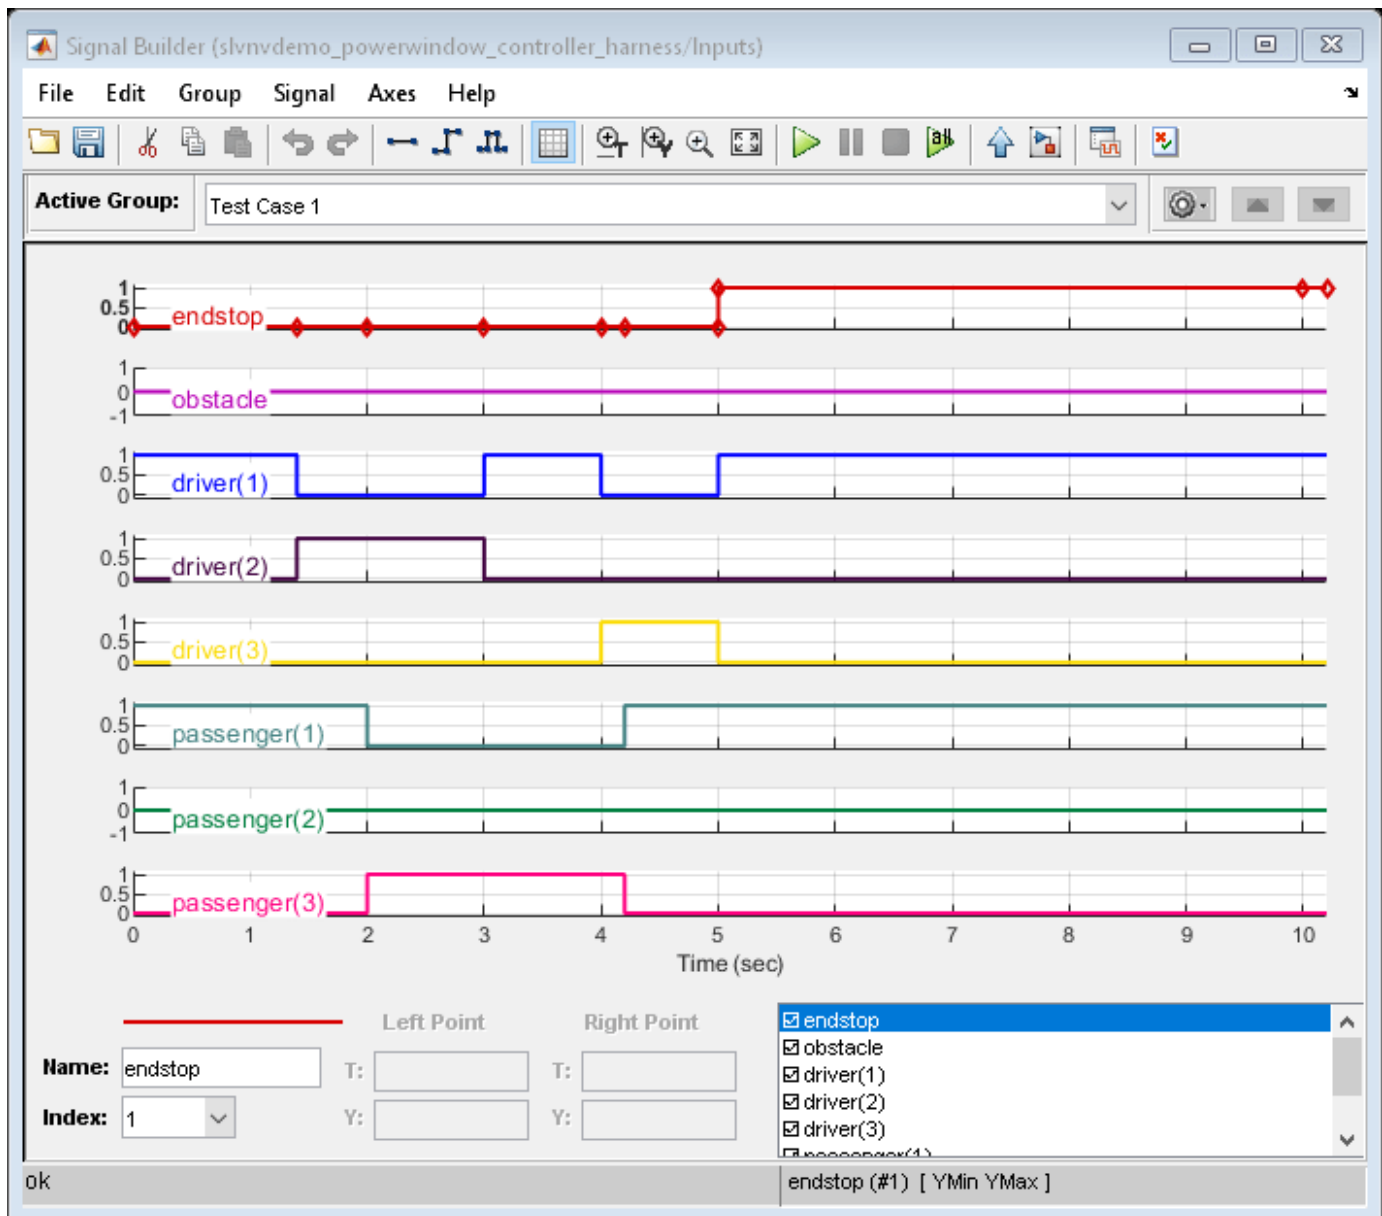 Signal Builder (slvnvdemo_powerwindow_controller_harness/Inputs)
File Edit Group Signal Axes Help
Active Group: Test Case 1
1
0.5
0
endstop
1
0
-1
obstacle
1
0.5
0
driver(1)
1
0.5
0
driver(2)
1
0.5
0
driver(3)
1
0.5
0
passenger(1)
1
0
-1
passenger(2)
1
0.5
0
passenger(3)
0 1 2 3 4 5 6 7 8 9 10
Time (sec)
Left Point Right Point
Name: endstop T: T:
Index: 1 Y: Y:
endstop
obstacle
driver(1)
driver(2)
driver(3)
passenger(1)
ok
endstop (#1) [ YMin YMax ]